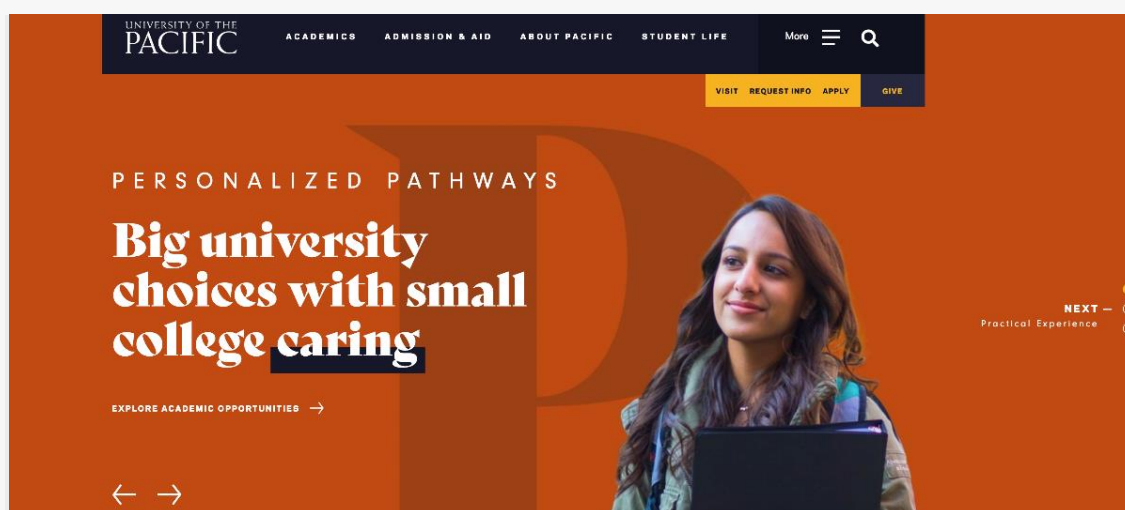 UNIVERSITY OF THE
PACIFIC
ACADEMICS ADMISSION & AID ABOUT PACIFIC STUDENT LIFE More
VISIT REQUEST INFO APPLY GIVE
PERSONALIZED PATHWAYS
Big university
choices with small
college caring
NEXT —
Practical Experience
EXPLORE ACADEMIC OPPORTUNITIES →
← →